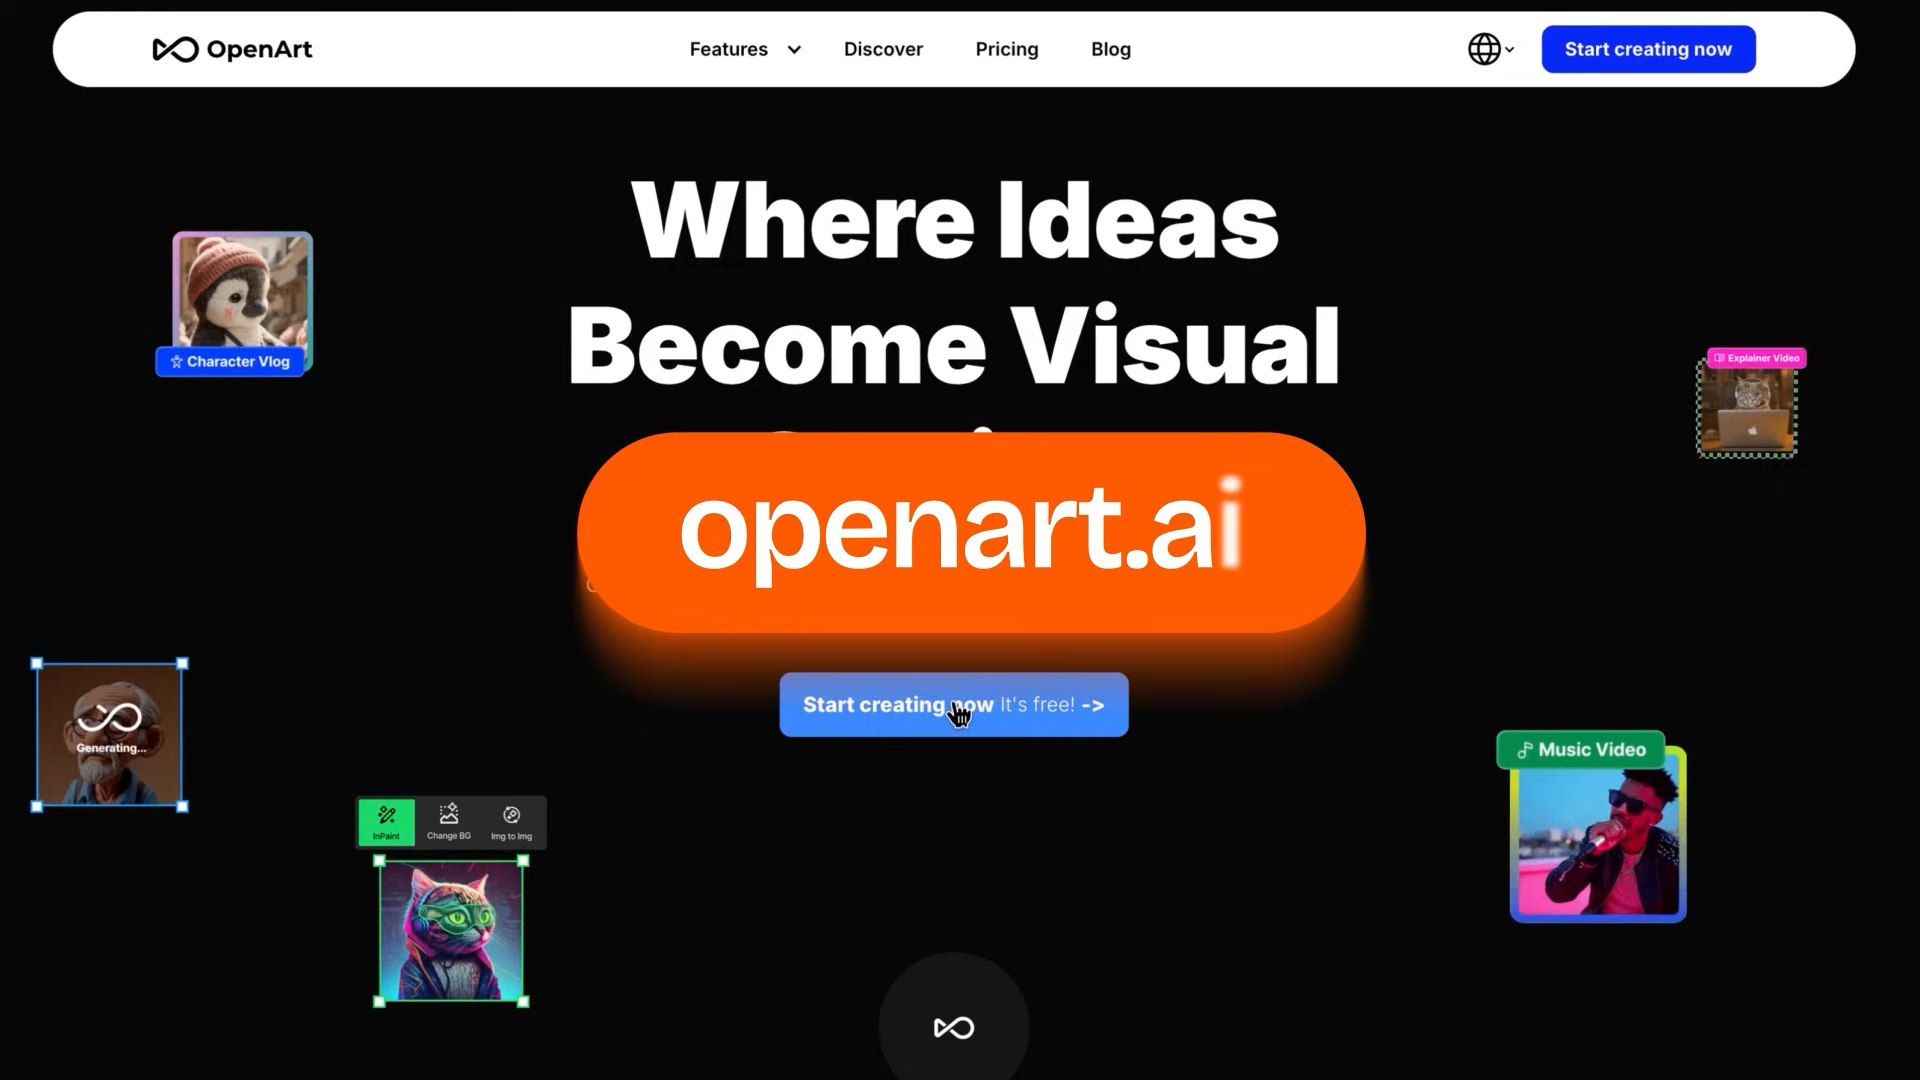 OpenArt
Features
Discover
Pricing
Blog
Start creating now
Where Ideas
Become Visual
Character Vlog
Explainer Video
openart.ai
Start creating now It's free! ->
Generating...
Music Video
InPaint
Change BG
Img to Img